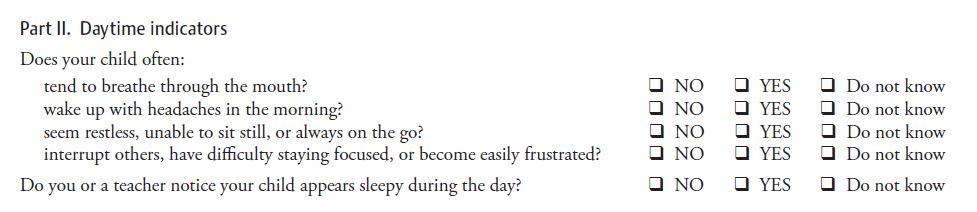 Part II. Daytime indicators
Does your child often:
tend to breathe through the mouth? ❑ NO ❑ YES ❑ Do not know
wake up with headaches in the morning? ❑ NO ❑ YES ❑ Do not know
seem restless, unable to sit still, or always on the go? ❑ NO ❑ YES ❑ Do not know
interrupt others, have difficulty staying focused, or become easily frustrated? ❑ NO ❑ YES ❑ Do not know
Do you or a teacher notice your child appears sleepy during the day? ❑ NO ❑ YES ❑ Do not know